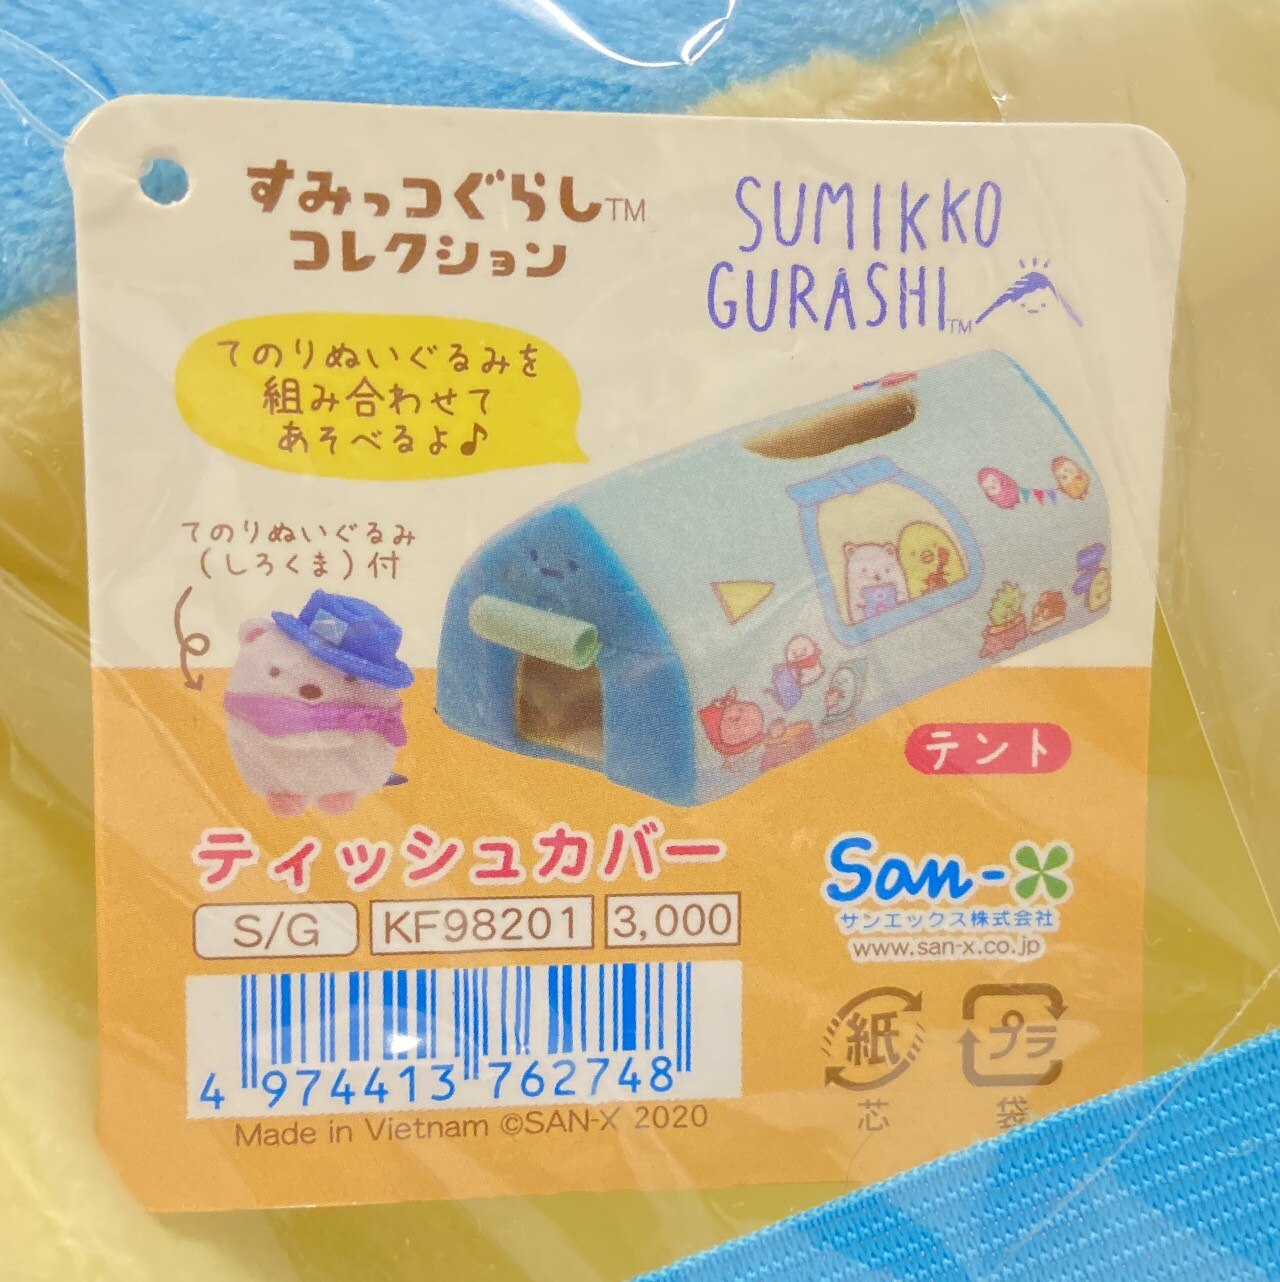 すみっコぐらし™
コレクション
SUMIKKO
GURASHI™
てのりぬいぐるみを
組み合わせて
あそべるよ♪
てのりぬいぐるみ
(しろくま)付
テント
ティッシュカバー
S/G KF98201 3,000
San-X
サンエックス株式会社
www.san-x.co.jp
4 974413 762748
Made in Vietnam ©SAN-X 2020
紙
芯
プラ
袋